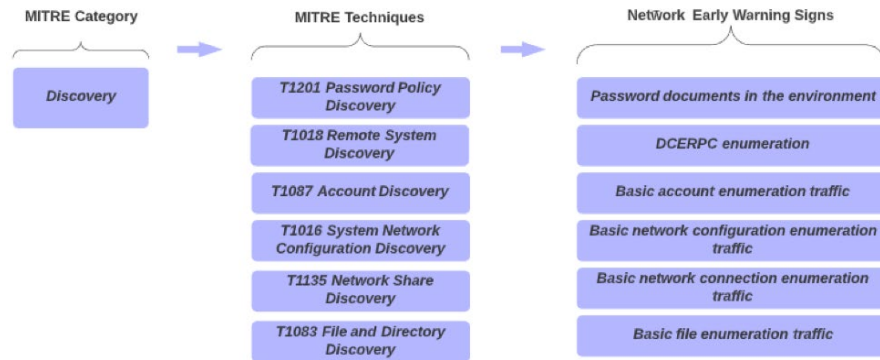 MITRE Category
MITRE Techniques
Network Early Warning Signs
Discovery
T1201 Password Policy
Discovery
Password documents in the environment
T1018 Remote System
Discovery
DCERPC enumeration
T1087 Account Discovery
Basic account enumeration traffic
T1016 System Network
Configuration Discovery
Basic network configuration enumeration
traffic
T1135 Network Share
Discovery
Basic network connection enumeration
traffic
T1083 File and Directory
Discovery
Basic file enumeration traffic